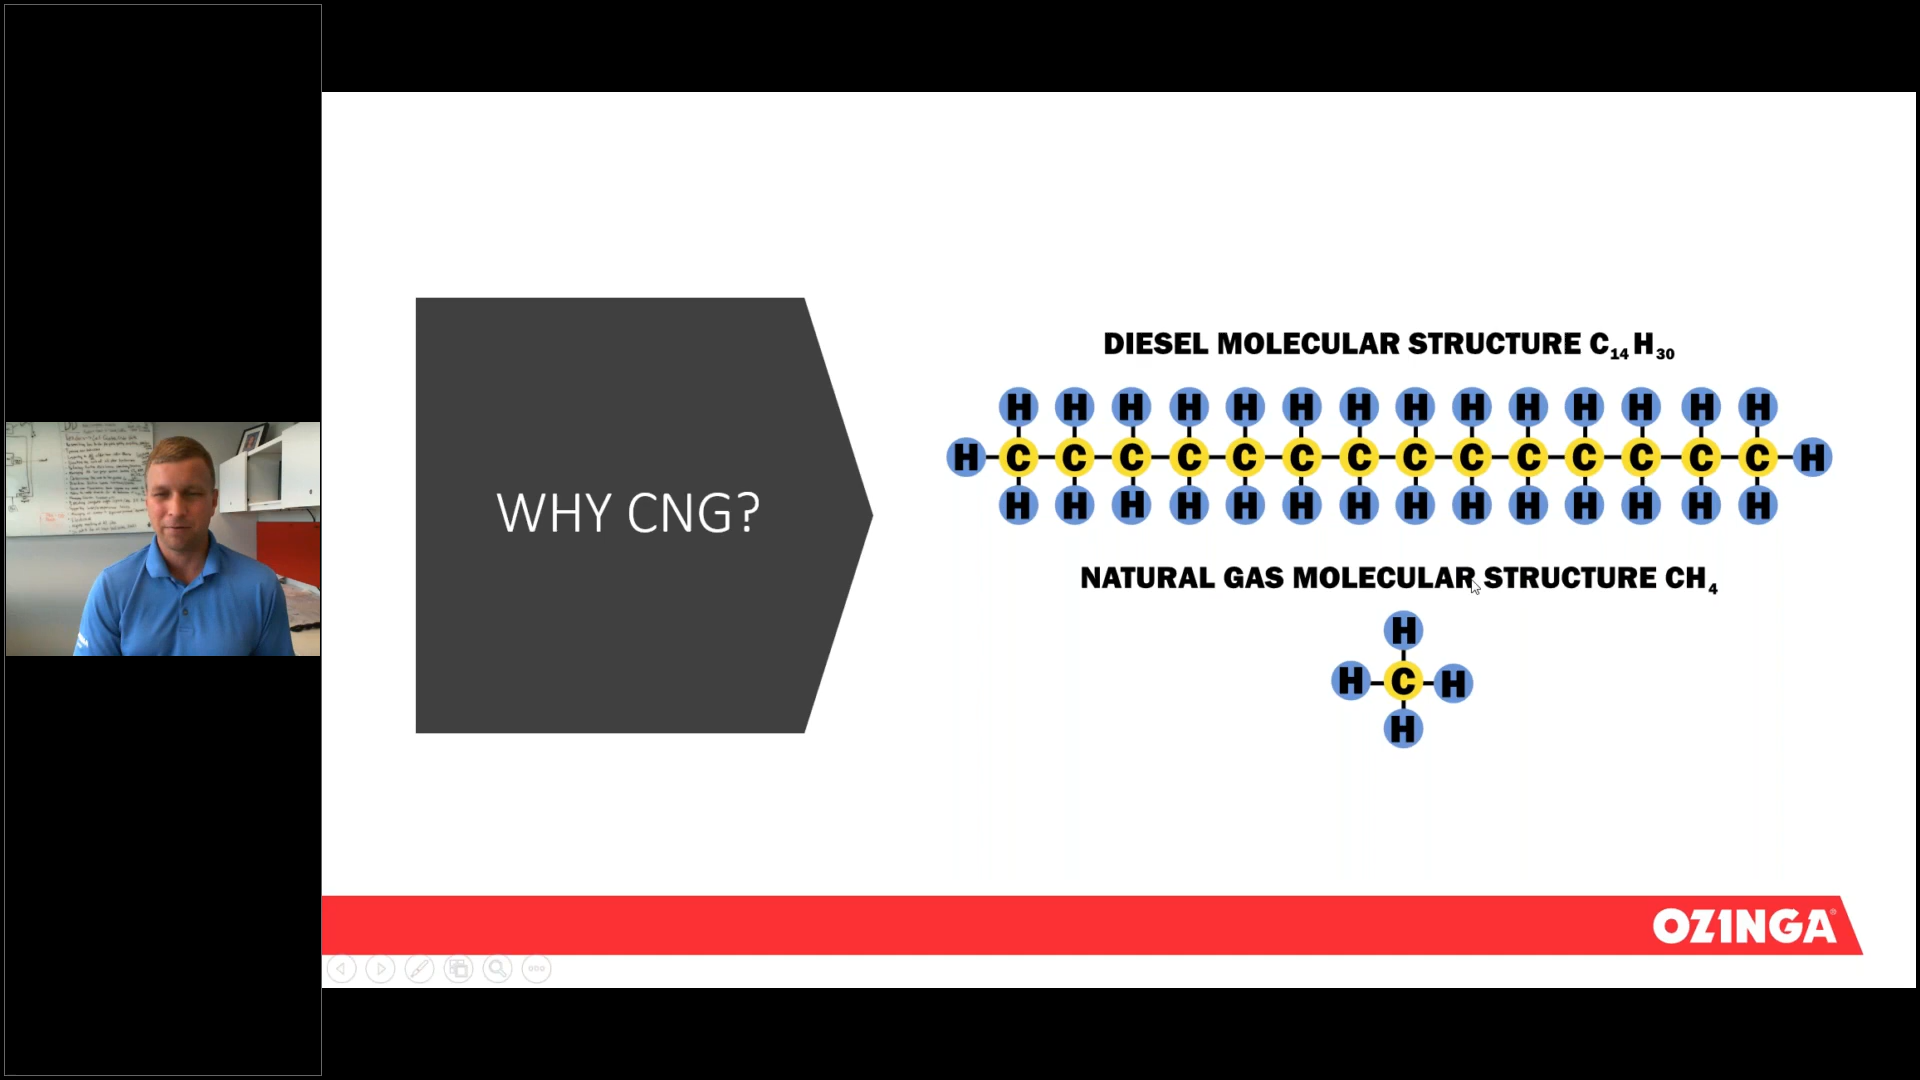 WHY CNG?
DIESEL MOLECULAR STRUCTURE C₁₄H₃₀
H H H H H H H H H H H H H H
H C C C C C C C C C C C C C C H
H H H H H H H H H H H H H H
NATURAL GAS MOLECULAR STRUCTURE CH₄
H
H C H
H
OZINGA®